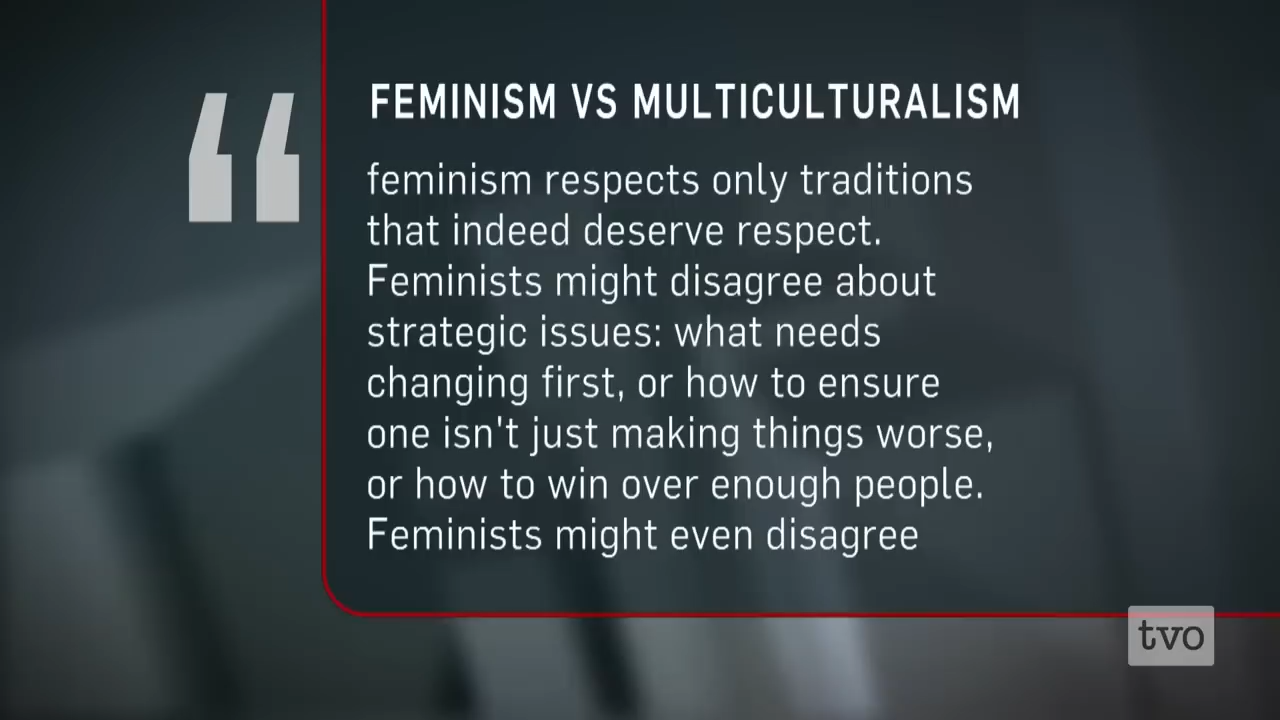 “
FEMINISM VS MULTICULTURALISM
feminism respects only traditions
that indeed deserve respect.
Feminists might disagree about
strategic issues: what needs
changing first, or how to ensure
one isn't just making things worse,
or how to win over enough people.
Feminists might even disagree
tvo